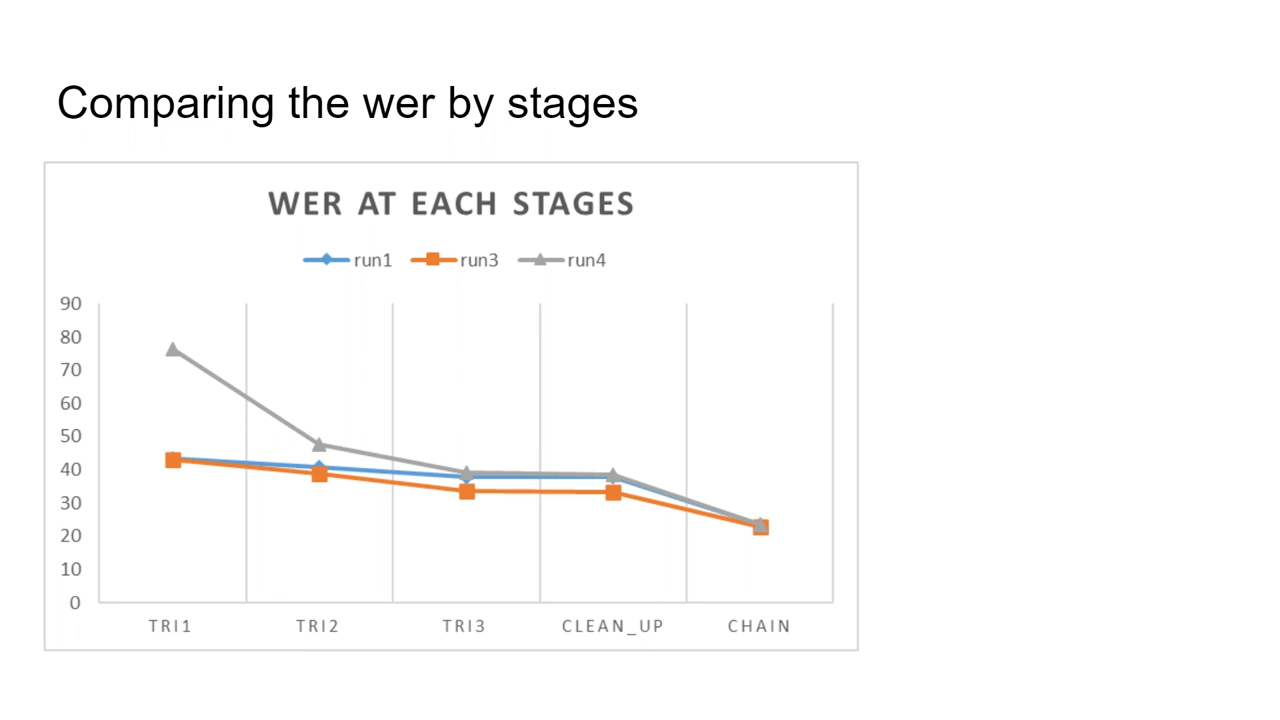 Comparing the wer by stages
WER AT EACH STAGES
run1 run3 run4
90
80
70
60
50
40
30
20
10
0
TRI1 TRI2 TRI3 CLEAN_UP CHAIN